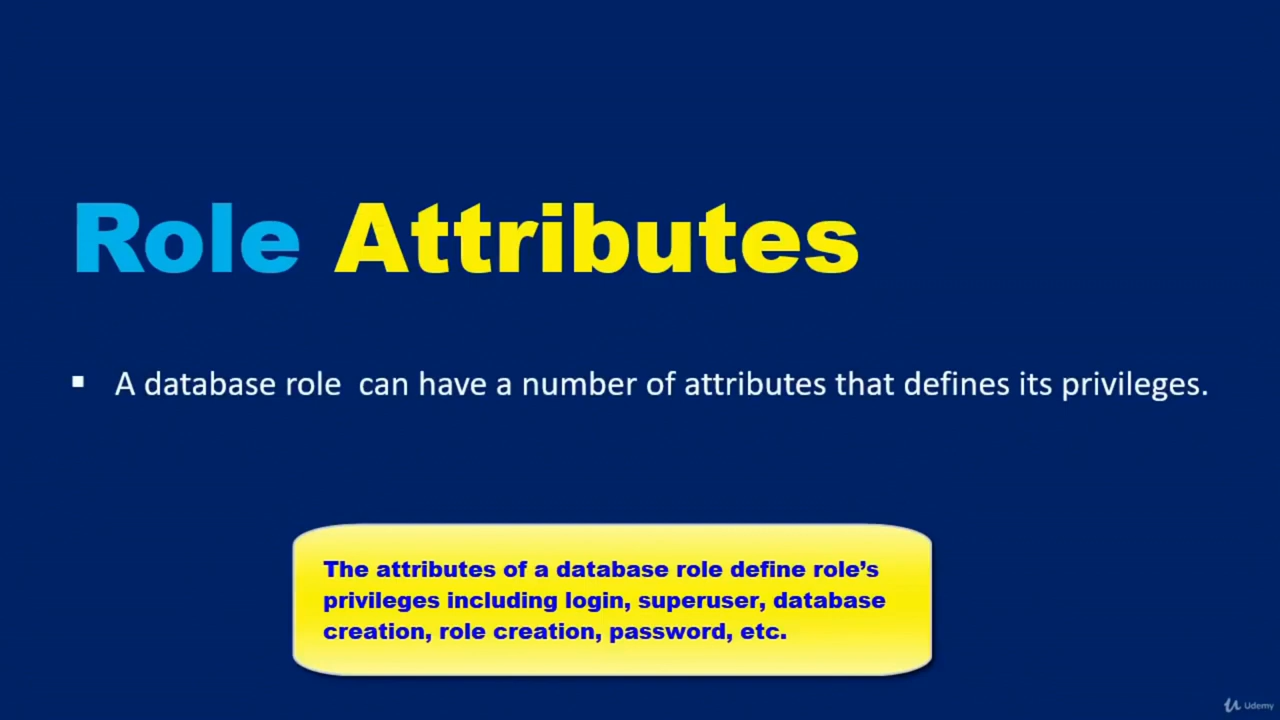 Role Attributes
▪ A database role can have a number of attributes that defines its privileges.
The attributes of a database role define role’s
privileges including login, superuser, database
creation, role creation, password, etc.
Udemy